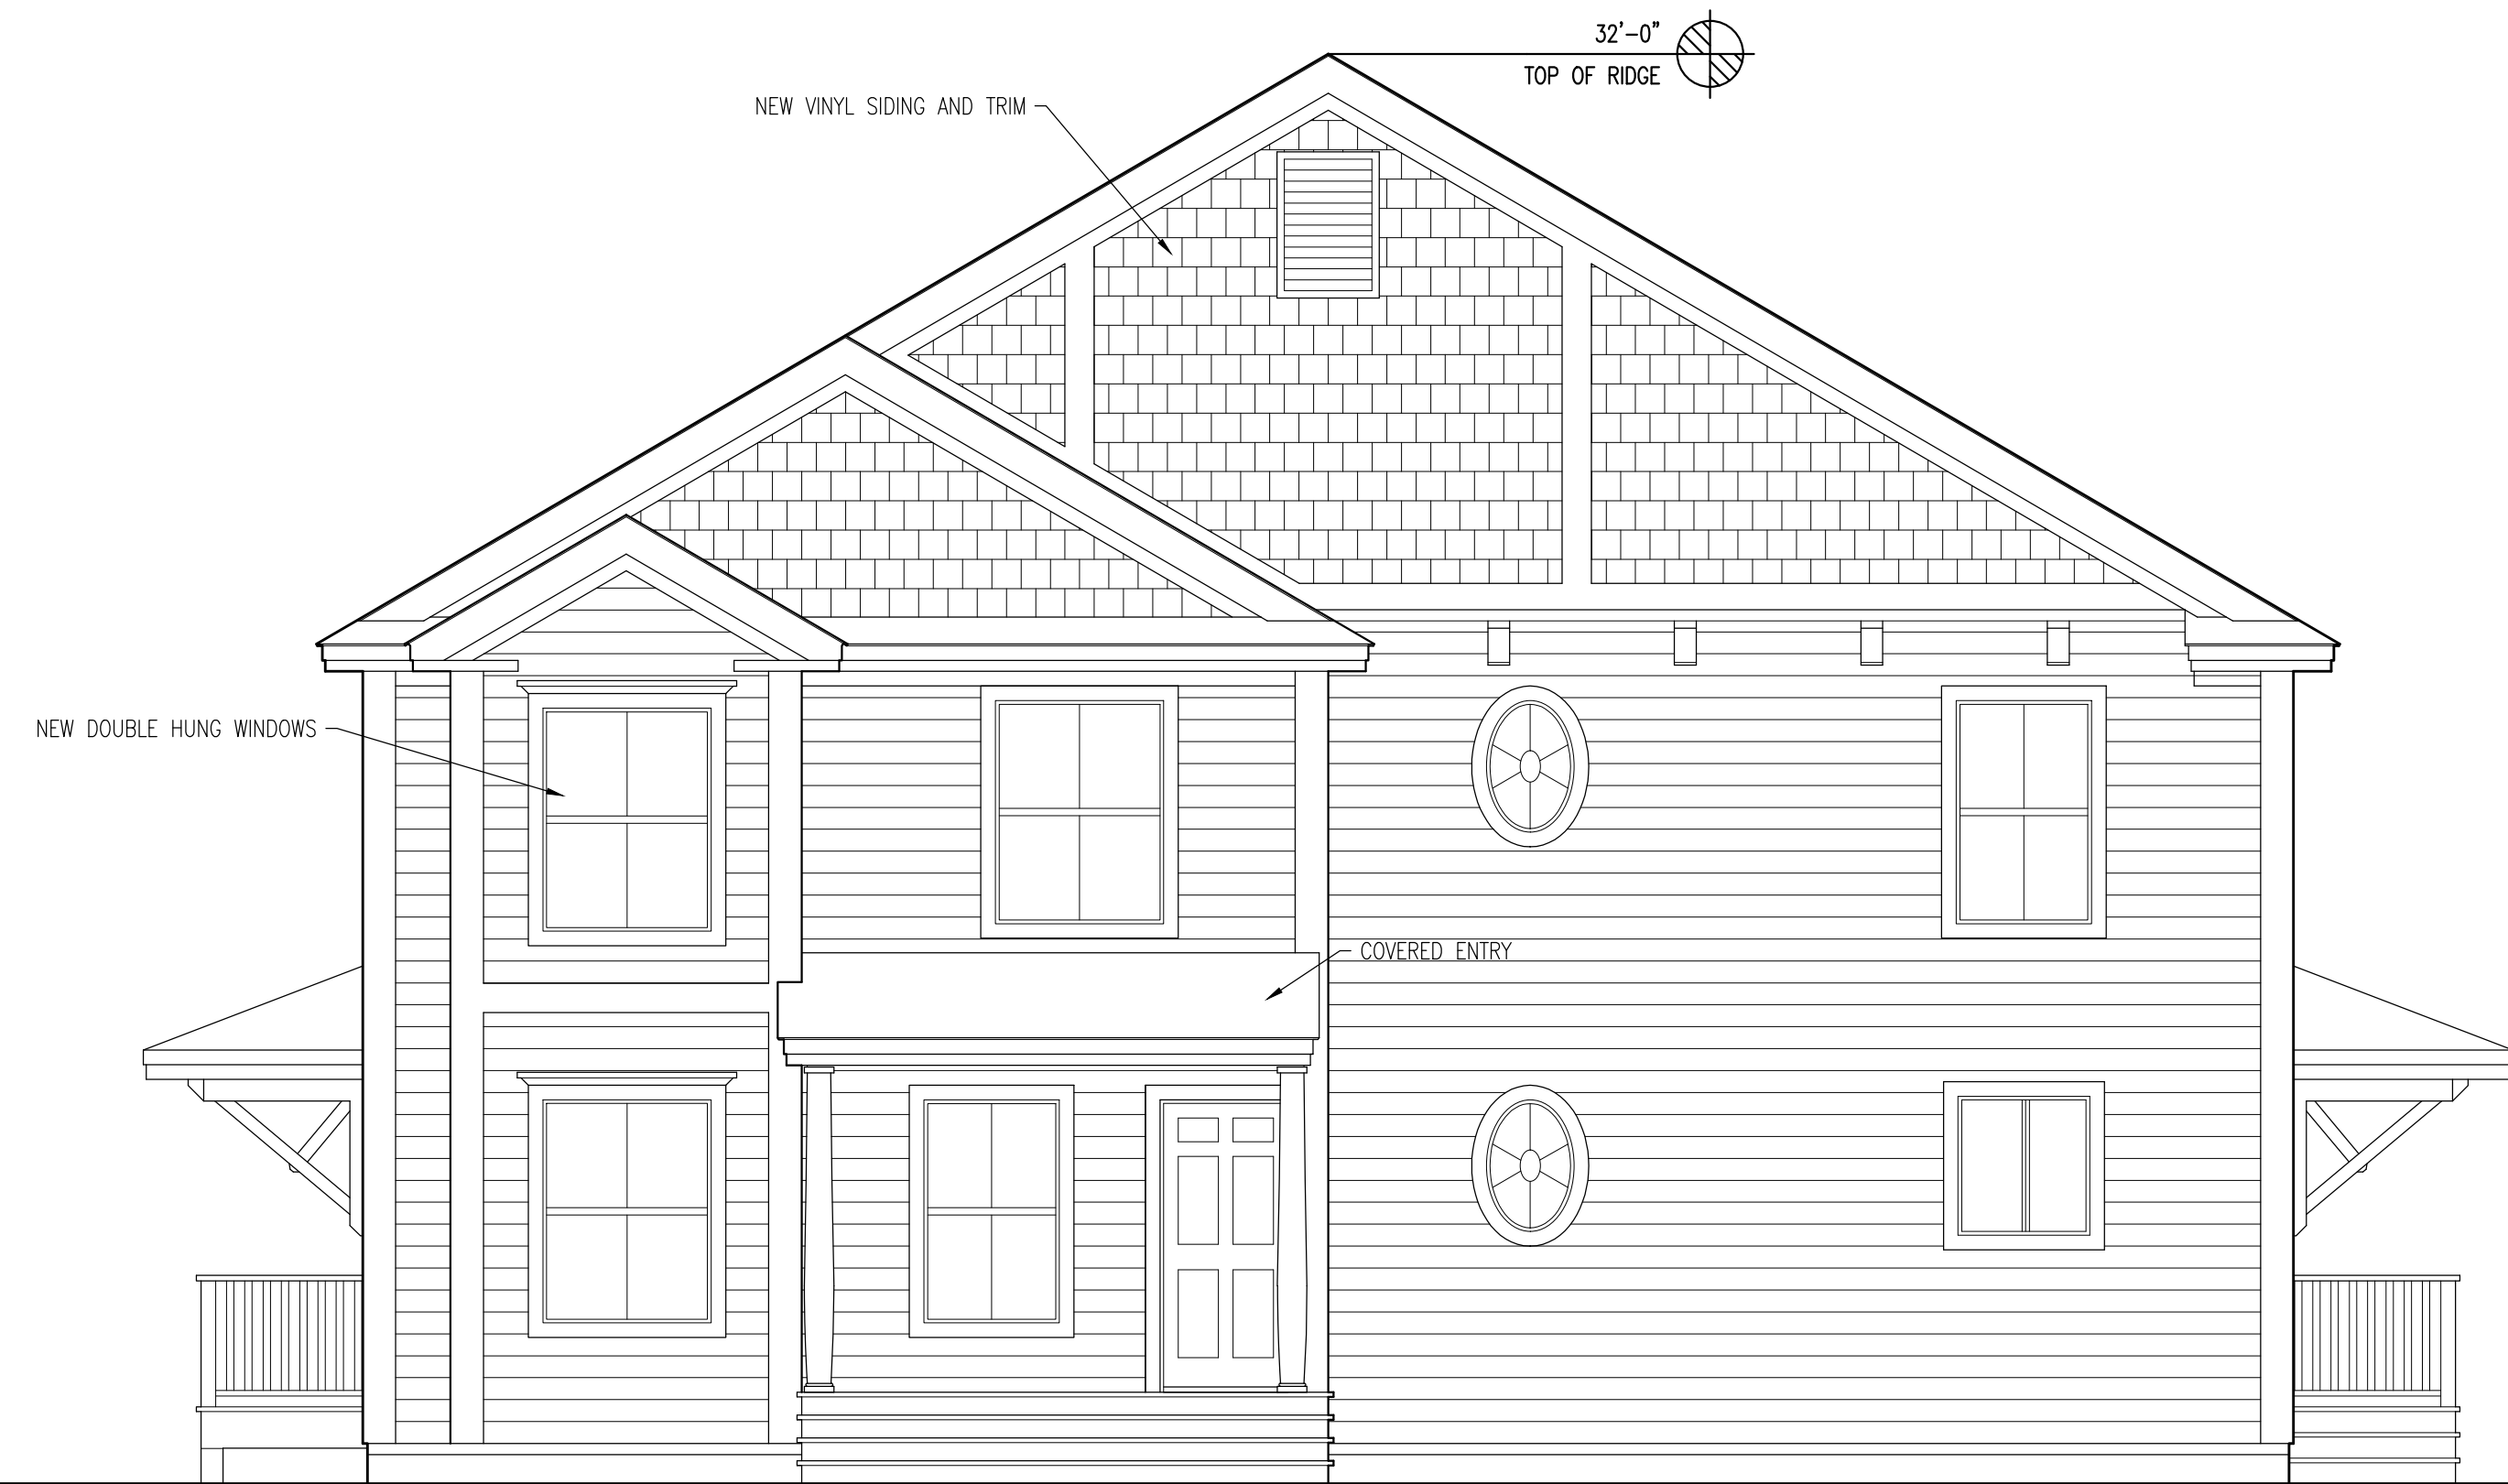 32'-0"
TOP OF RIDGE
NEW VINYL SIDING AND TRIM
NEW DOUBLE HUNG WINDOWS
COVERED ENTRY